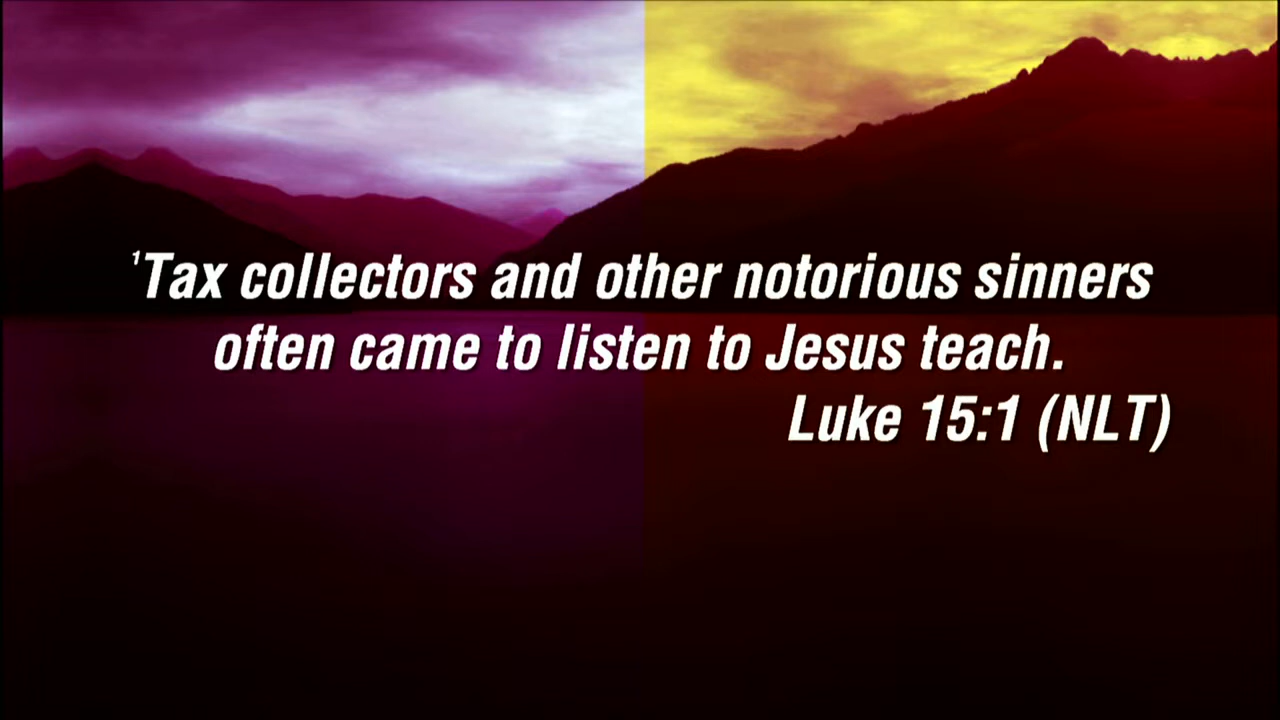 ¹Tax collectors and other notorious sinners
often came to listen to Jesus teach.
Luke 15:1 (NLT)